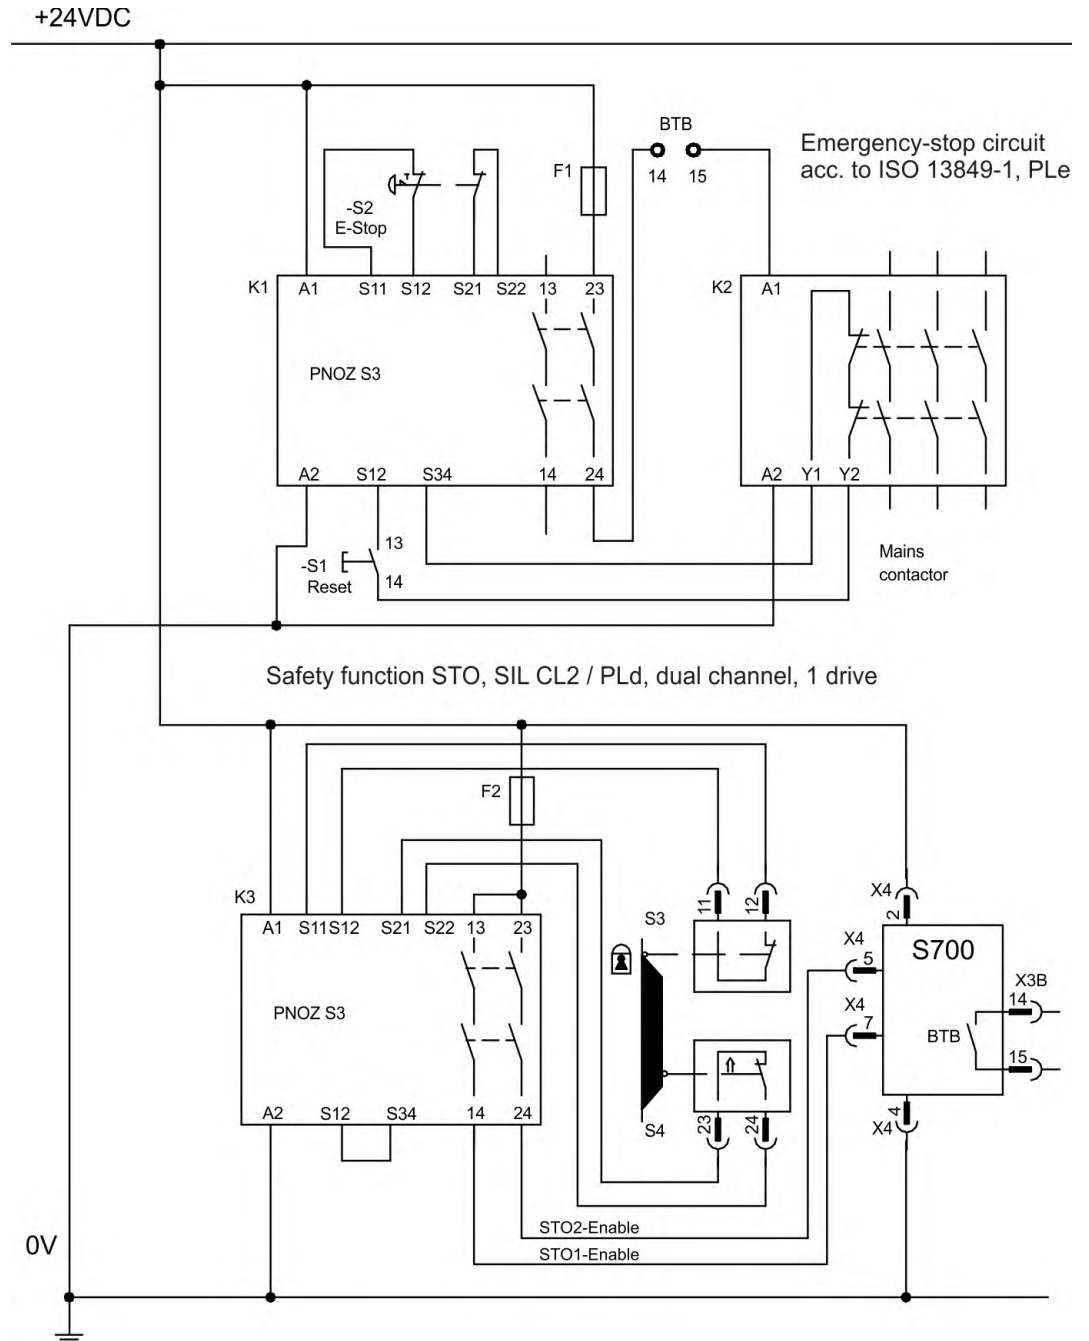 +24VDC
BTB
14 15
Emergency-stop circuit
acc. to ISO 13849-1, PLe
F1
-S2
E-Stop
K1 A1 S11 S12 S21 S22 13 23
K2 A1
PNOZ S3
A2 S12 S34 14 24
A2 Y1 Y2
-S1
Reset
13
14
Mains
contactor
Safety function STO, SIL CL2 / PLd, dual channel, 1 drive
F2
K3
A1 S11 S12 S21 S22 13 23
S3
11 12
X4
2
S700
X4
5
X4
7
X3B
14
BTB
15
PNOZ S3
A2 S12 S34 14 24
S4
23 24
X4
4
STO2-Enable
STO1-Enable
0V